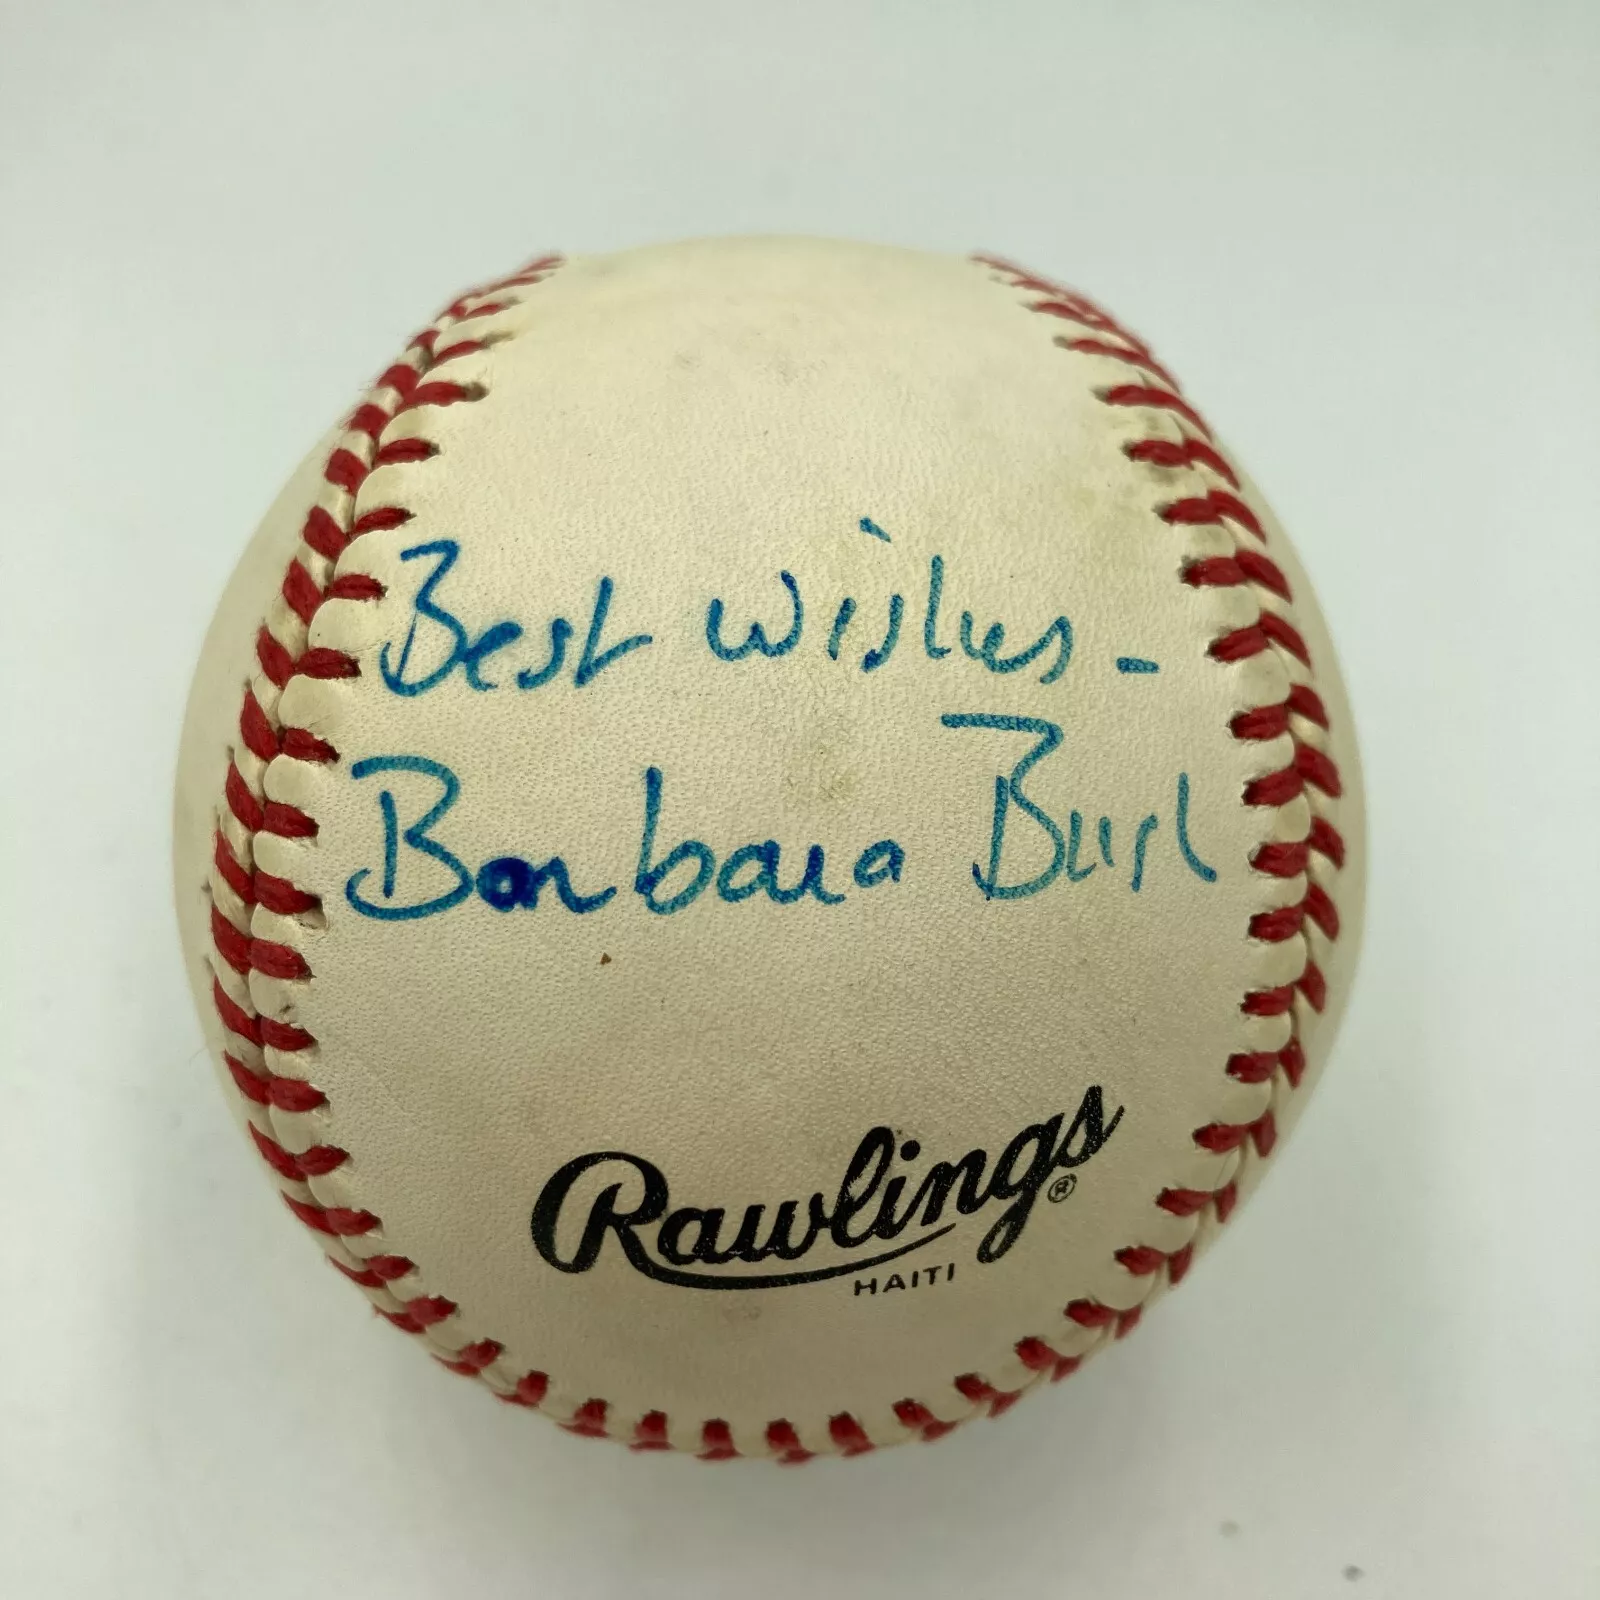 Best Wishes -
Barbara Bush
Rawlings®
HAITI